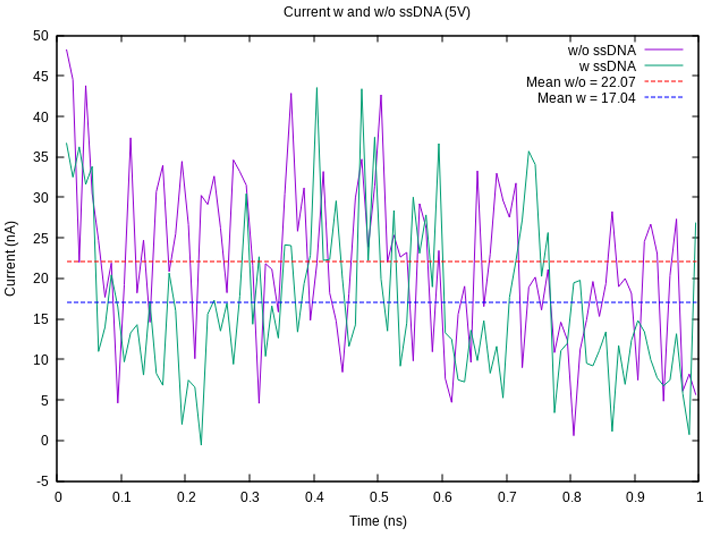 Current w and w/o ssDNA (5V)
w/o ssDNA
w ssDNA
Mean w/o = 22.07
Mean w = 17.04
50
45
40
35
30
25
20
15
10
5
0
-5
Current (nA)
0 0.1 0.2 0.3 0.4 0.5 0.6 0.7 0.8 0.9 1
Time (ns)